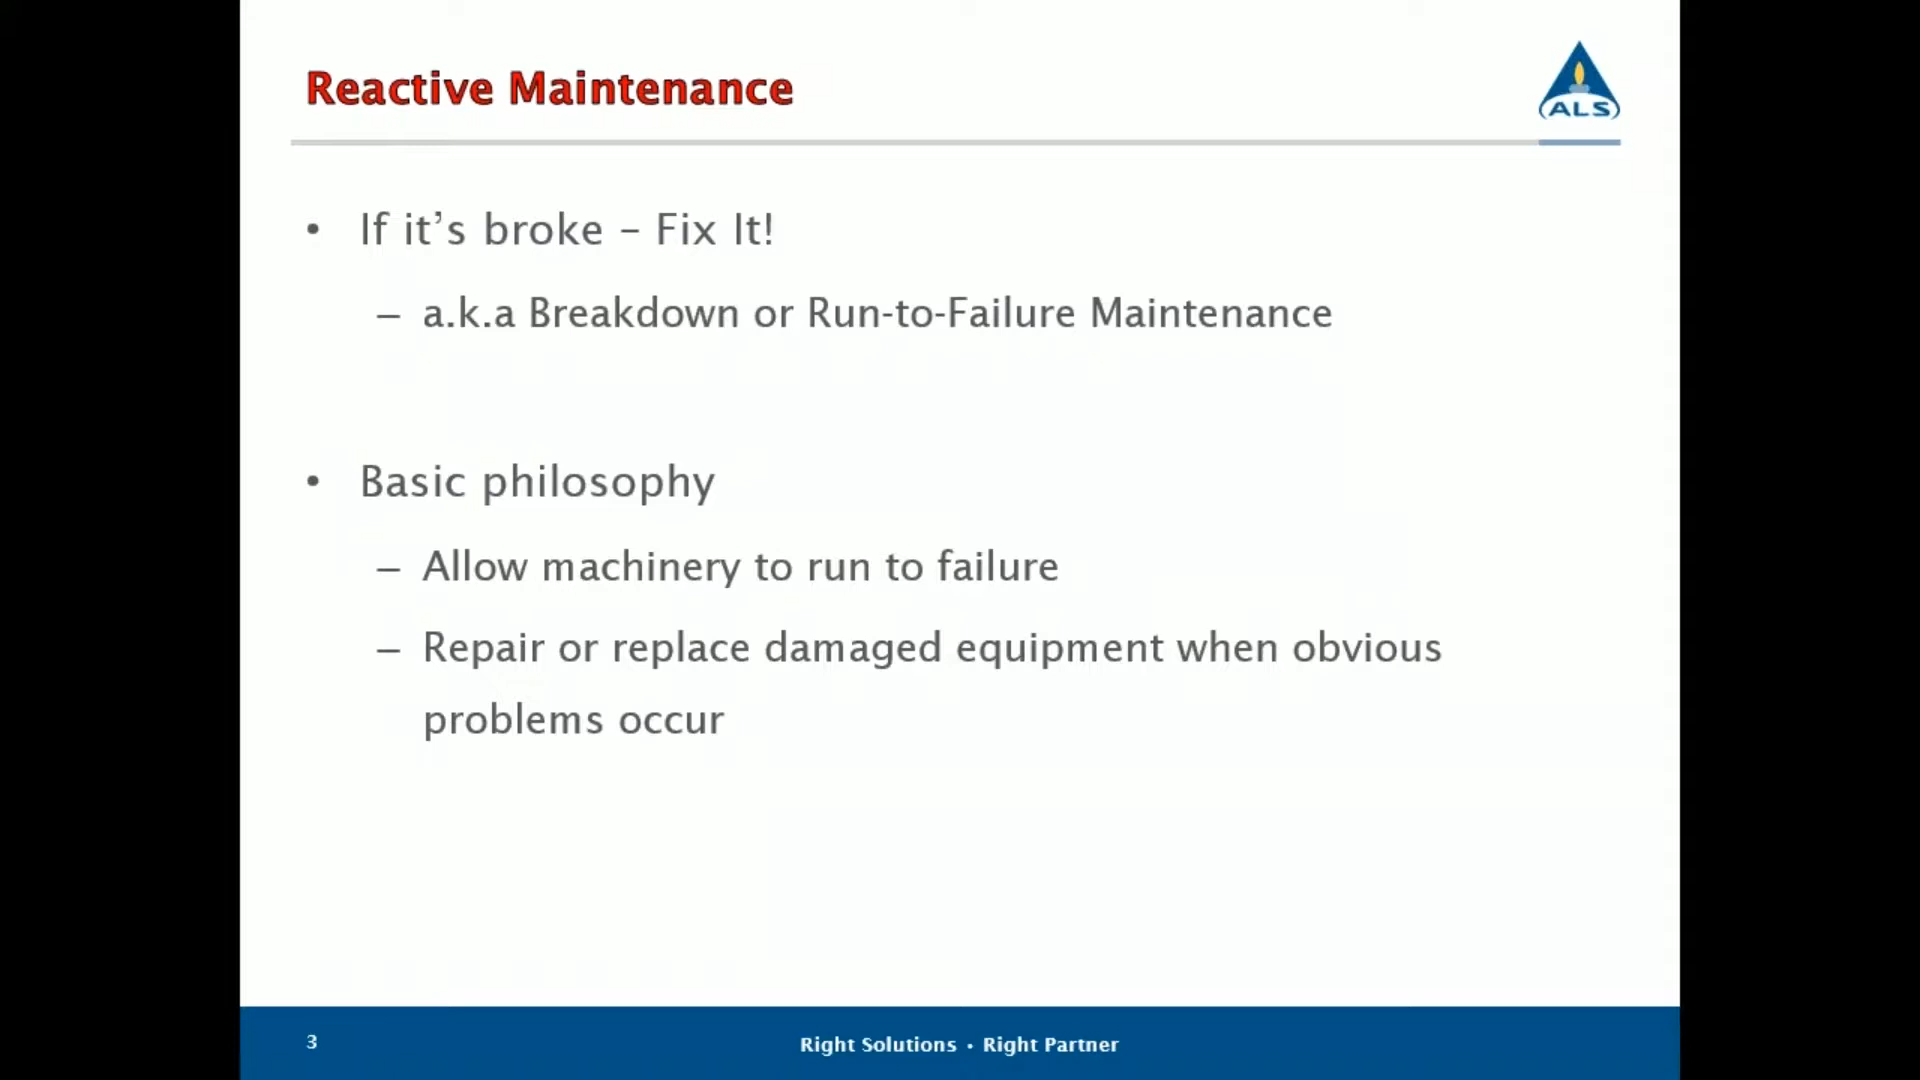 Reactive Maintenance
ALS
• If it’s broke – Fix It!
– a.k.a Breakdown or Run-to-Failure Maintenance
• Basic philosophy
– Allow machinery to run to failure
– Repair or replace damaged equipment when obvious
problems occur
3
Right Solutions • Right Partner